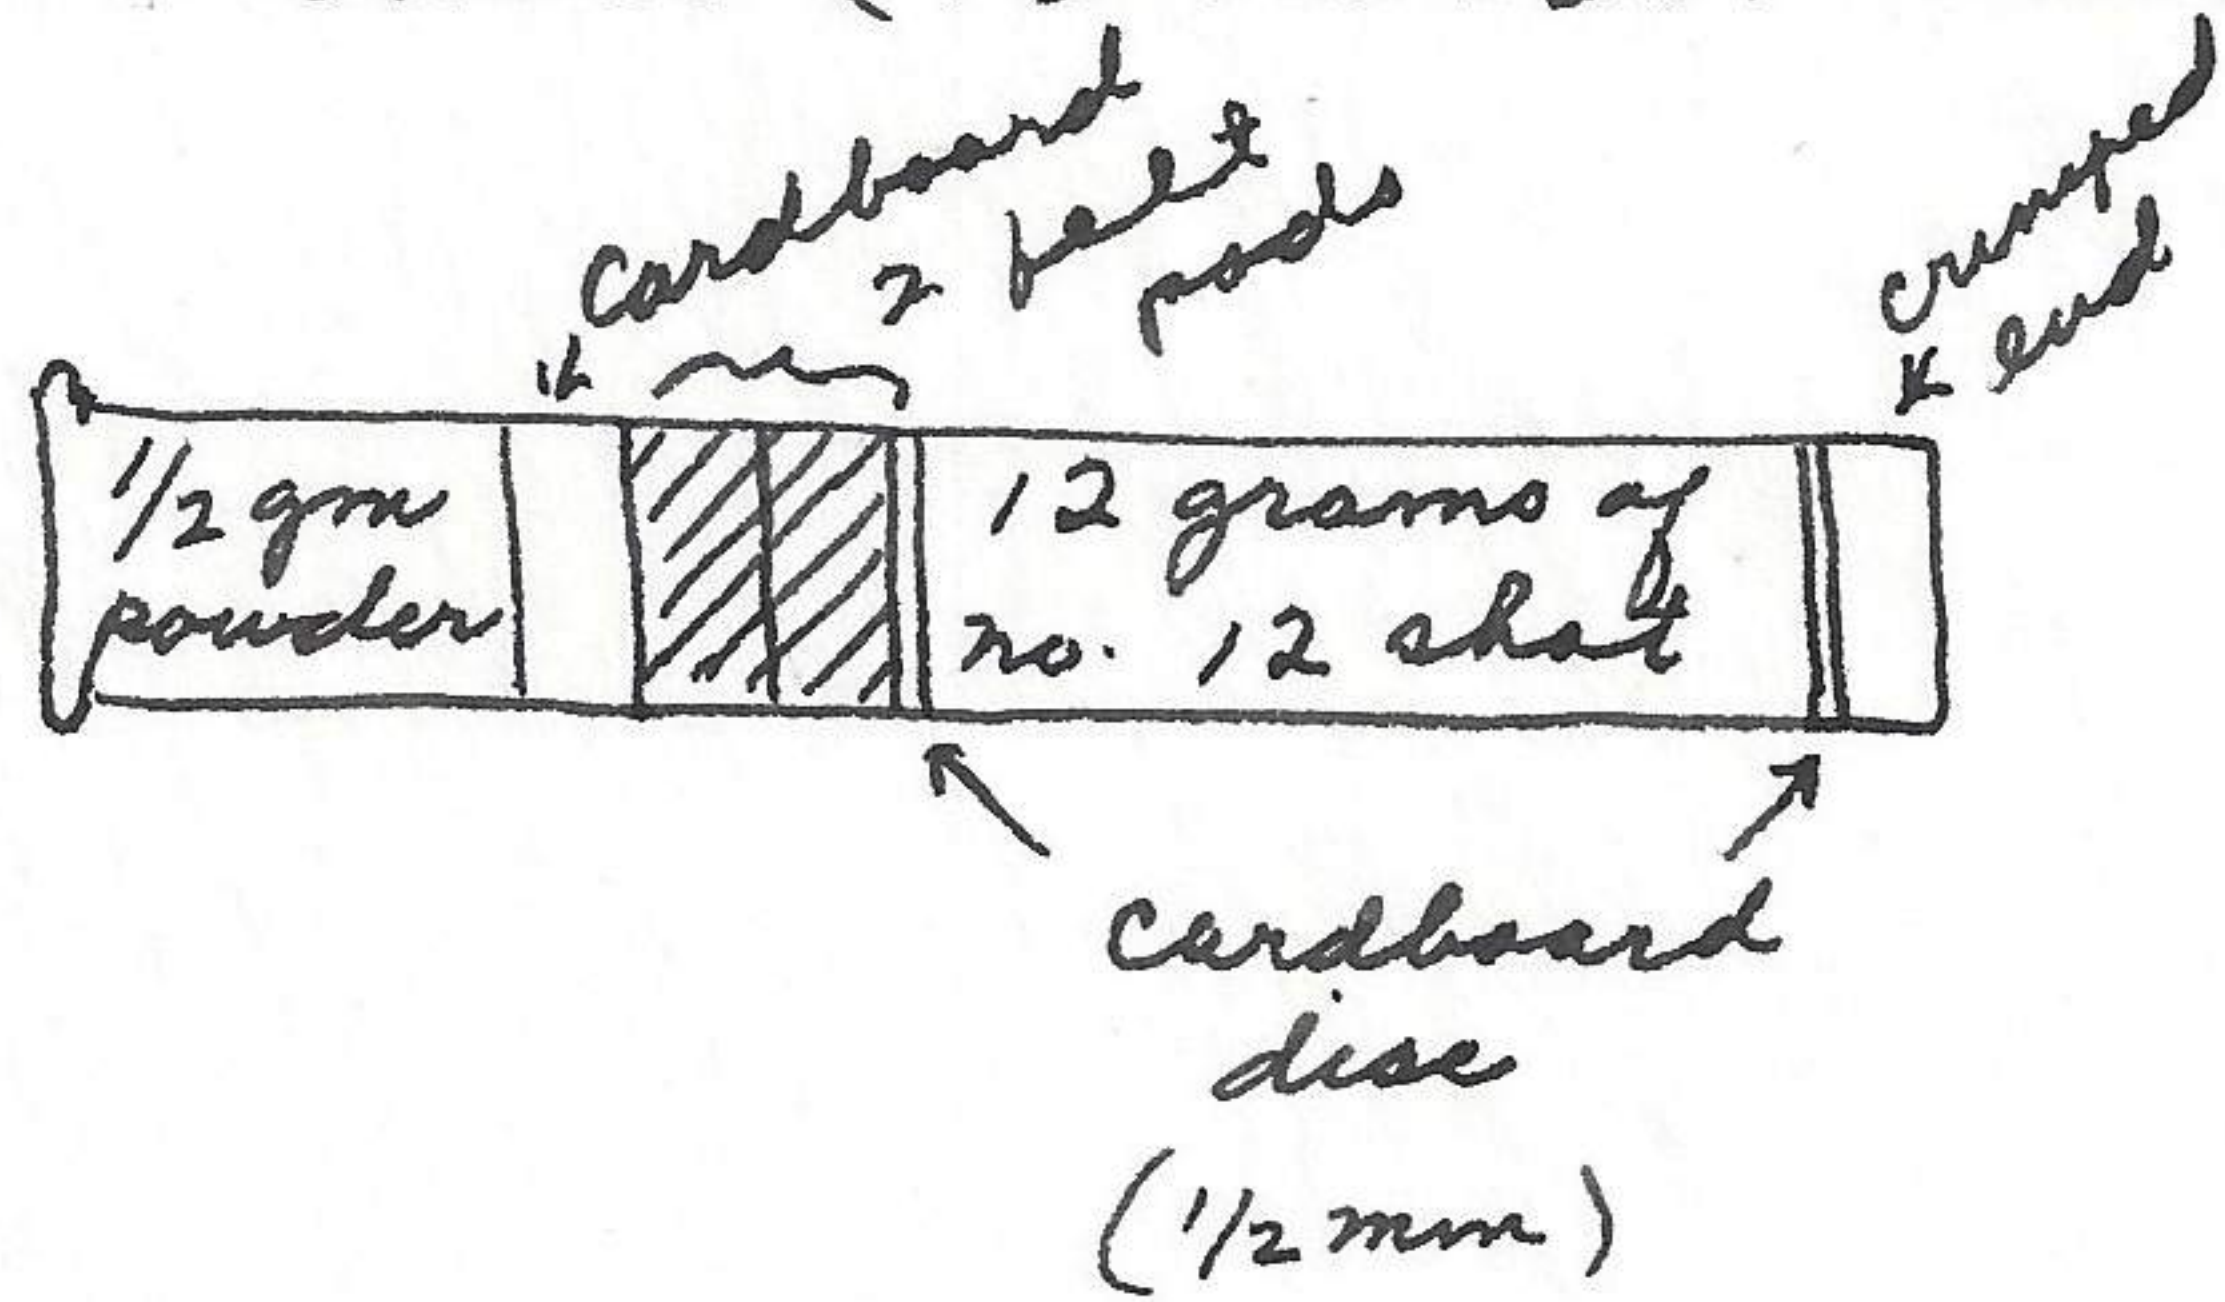 cardboard
2 felt
pads
crimped
end
1/2 gm
powder
12 grams of
no. 12 shot
cardboard
disc
(1/2 mm)